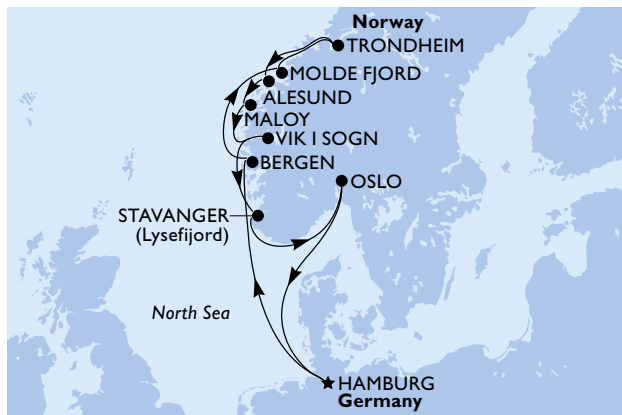 Norway
TRONDHEIM
MOLDE FJORD
ALESUND
MALOY
VIK I SOGN
BERGEN
OSLO
STAVANGER
(Lysefijord)
North Sea
HAMBURG
Germany